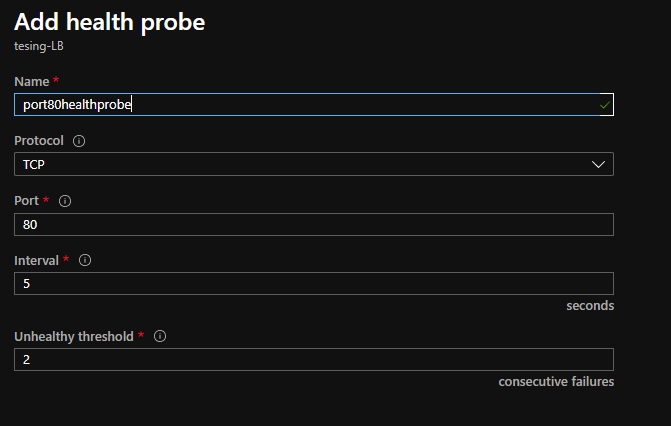 Add health probe
tesing-LB
Name *
port80healthprobe
Protocol
TCP
Port *
80
Interval *
5
seconds
Unhealthy threshold *
2
consecutive failures